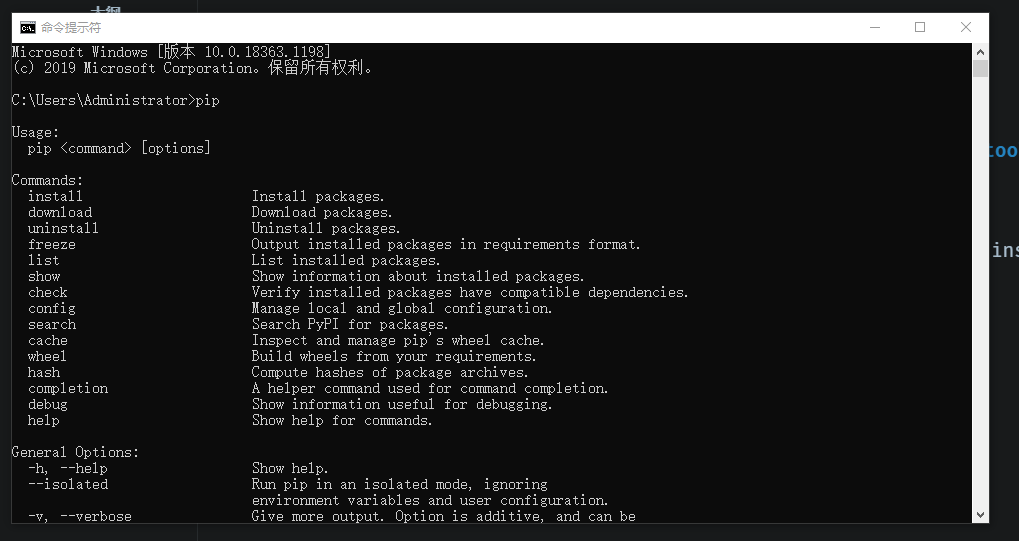 命令提示符
Microsoft Windows [版本 10.0.18363.1198]
(c) 2019 Microsoft Corporation。保留所有权利。
C:\Users\Administrator>pip
Usage:
pip <command> [options]
Commands:
install Install packages.
download Download packages.
uninstall Uninstall packages.
freeze Output installed packages in requirements format.
list List installed packages.
show Show information about installed packages.
check Verify installed packages have compatible dependencies.
config Manage local and global configuration.
search Search PyPI for packages.
cache Inspect and manage pip's wheel cache.
wheel Build wheels from your requirements.
hash Compute hashes of package archives.
completion A helper command used for command completion.
debug Show information useful for debugging.
help Show help for commands.
General Options:
-h, --help Show help.
--isolated Run pip in an isolated mode, ignoring
environment variables and user configuration.
-v, --verbose Give more output. Option is additive, and can be